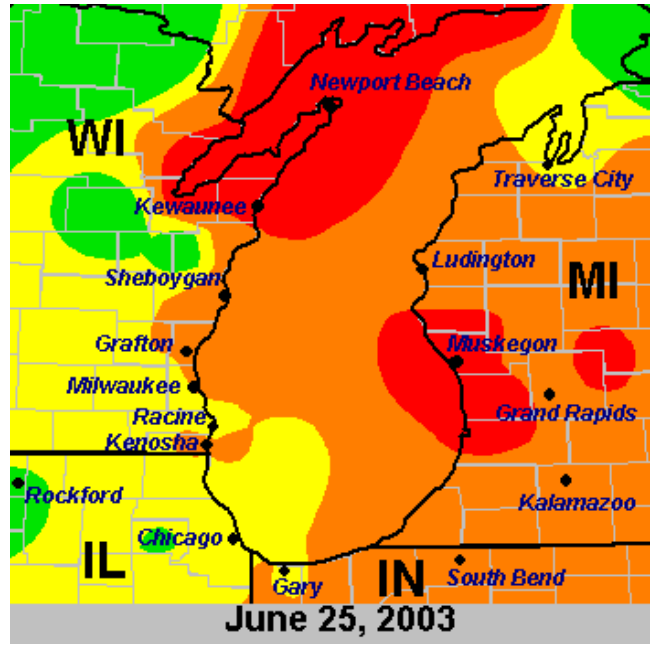 Newport Beach
WI
Traverse City
Kewaunee
Ludington
Sheboygan
MI
Grafton
Muskegon
Milwaukee
Racine
Grand Rapids
Kenosha
Rockford
Kalamazoo
Chicago
IL
Gary
IN
South Bend
June 25, 2003